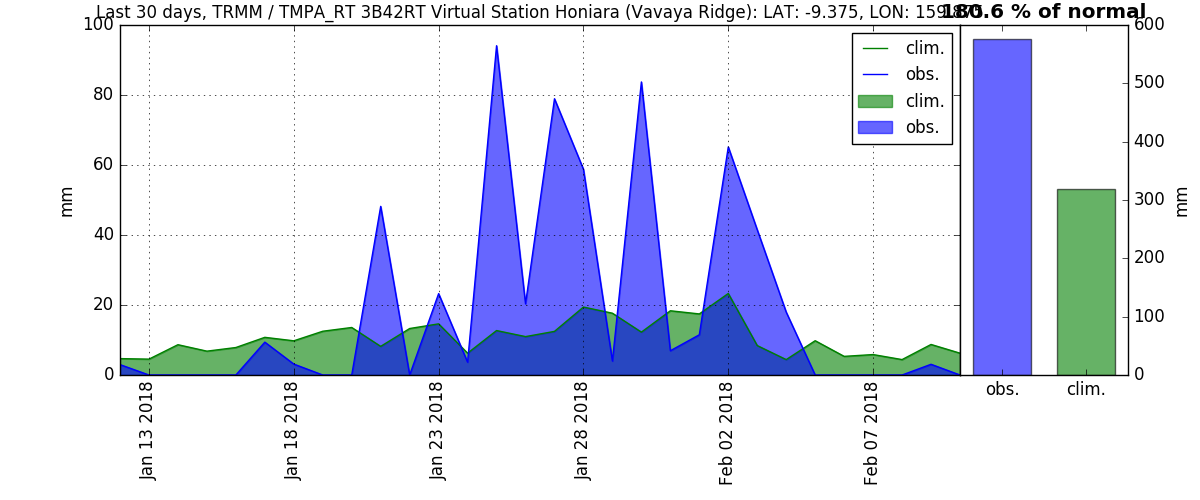 Last 30 days, TRMM / TMPA_RT 3B42RT Virtual Station Honiara (Vavaya Ridge): LAT: -9.375, LON:
180.6 % of normal
100
80
60
40
20
0
mm
clim.
obs.
clim.
obs.
Jan 13 2018
Jan 18 2018
Jan 23 2018
Jan 28 2018
Feb 02 2018
Feb 07 2018
600
500
400
300
200
100
0
mm
obs.
clim.